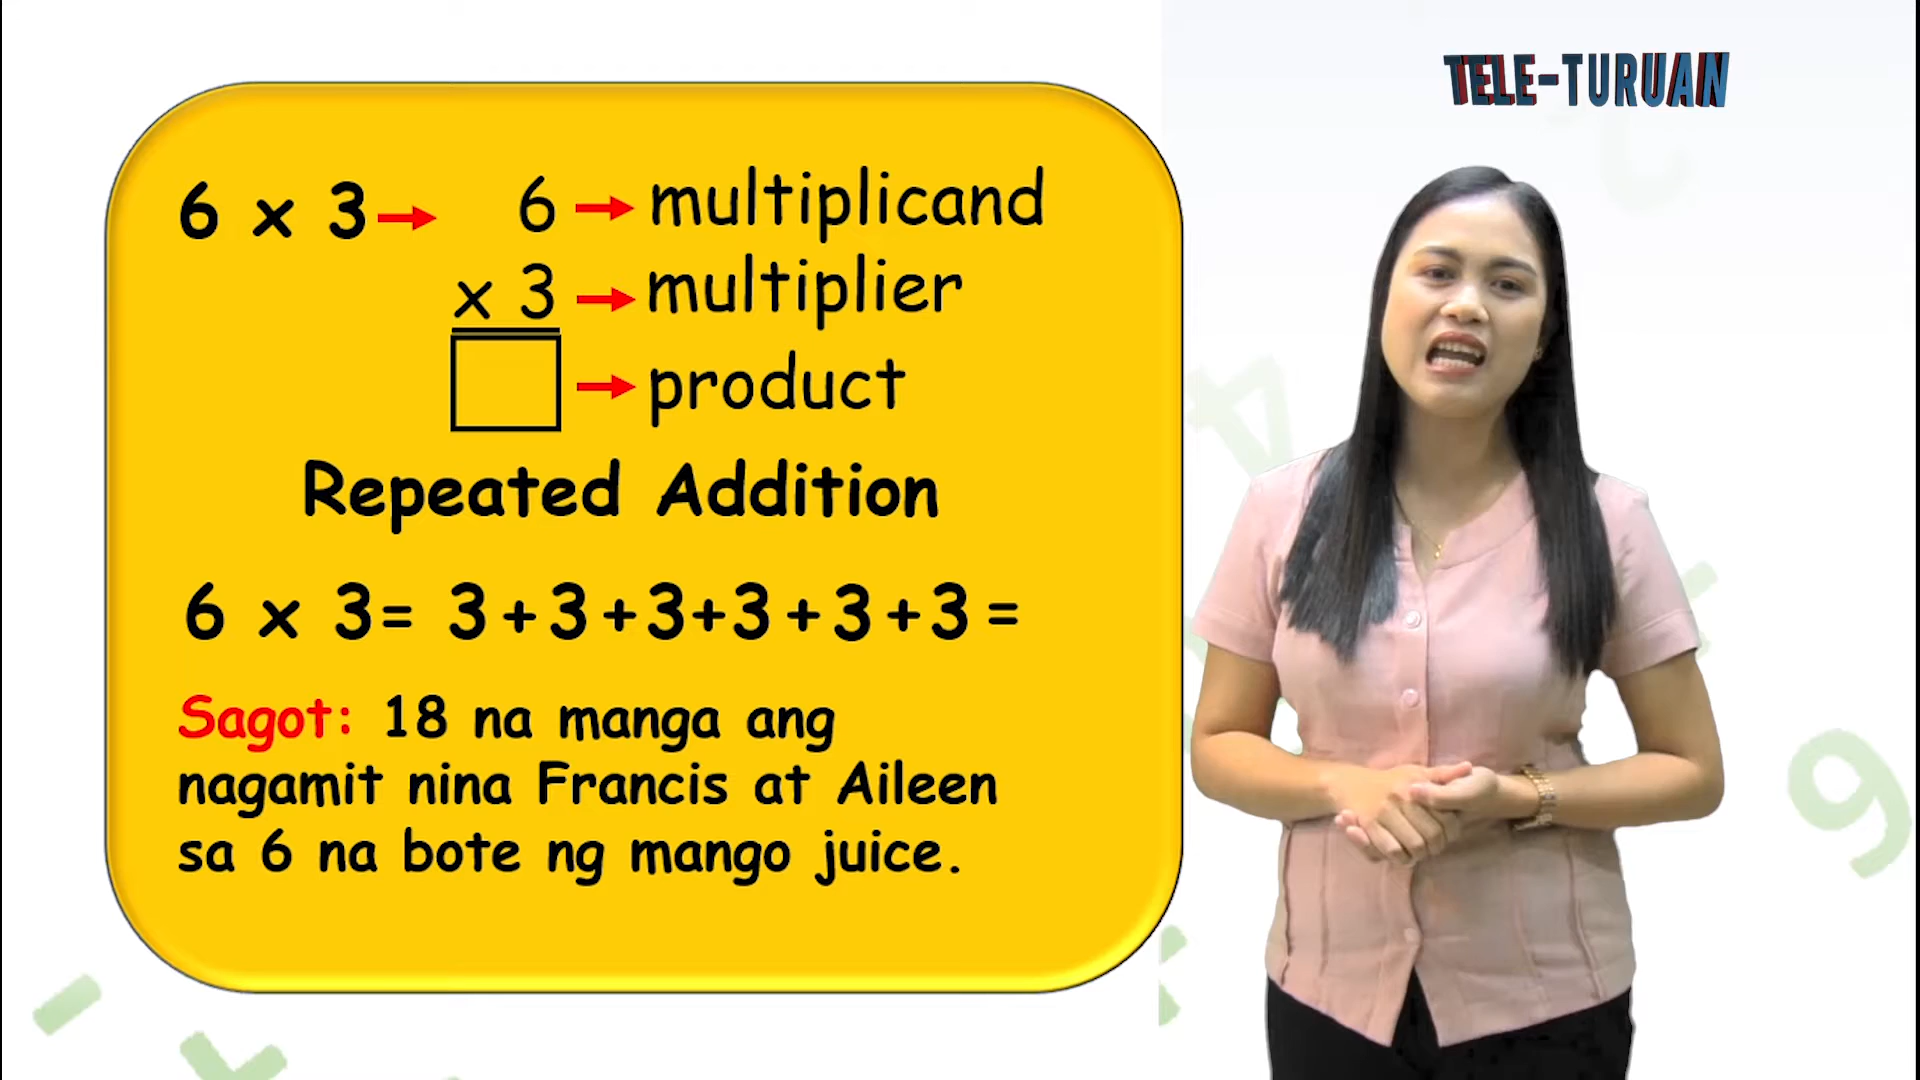 TELE-TURUAN
6 x 3 → 6 → multiplicand
x 3 → multiplier
→ product
Repeated Addition
6 x 3= 3+3+3+3+3+3=
Sagot: 18 na manga ang
nagamit nina Francis at Aileen
sa 6 na bote ng mango juice.